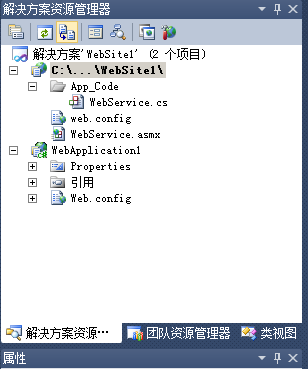 解决方案资源管理器
解决方案'WebSite1' (2 个项目)
C:\...\WebSite1\
App_Code
WebService.cs
web.config
WebService.asmx
WebApplication1
Properties
引用
Web.config
解决方案资源… 团队资源管理器 类视图
属性